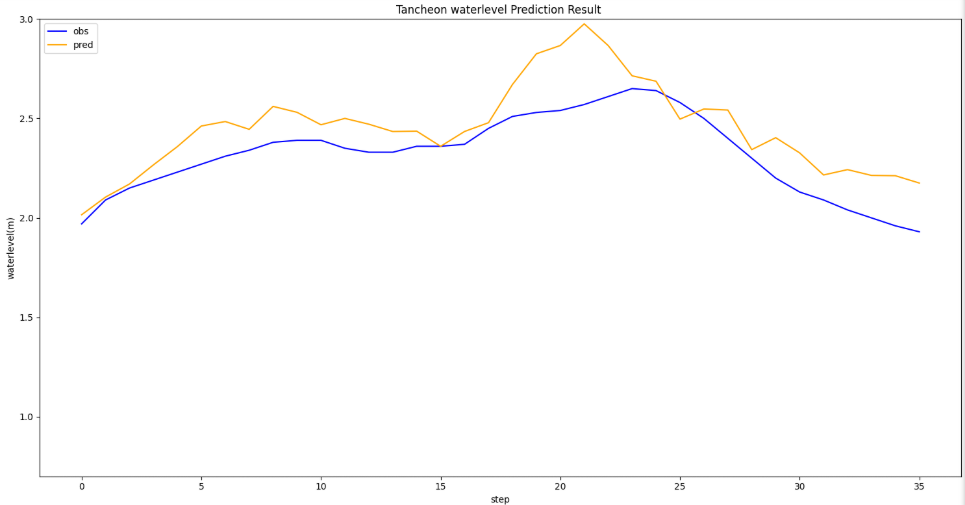 Tancheon waterlevel Prediction Result
obs
pred
3.0
2.5
2.0
1.5
1.0
waterlevel(m)
0 5 10 15 20 25 30 35
step